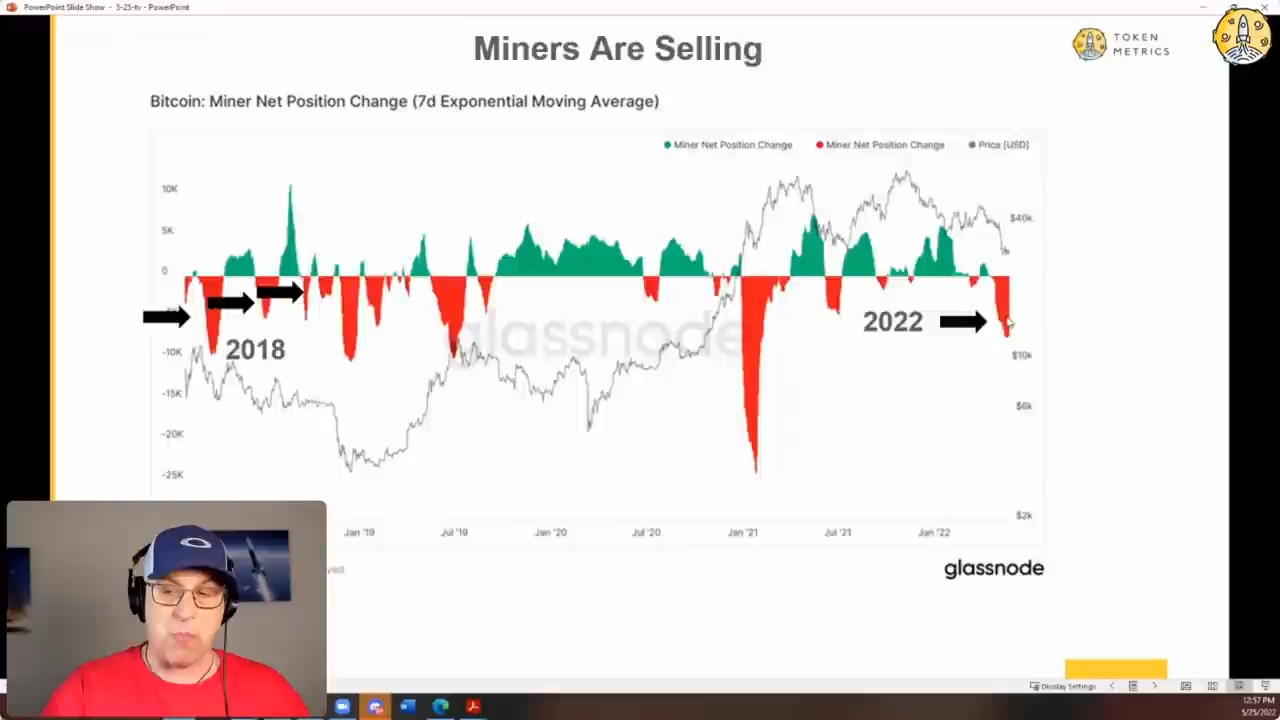 PowerPoint Slide Show - 5-25-tv - PowerPoint
Miners Are Selling
TOKEN
METRICS
Bitcoin: Miner Net Position Change (7d Exponential Moving Average)
Miner Net Position Change
Miner Net Position Change
Price (USD)
10K
5K
0
-10K
-15K
-20K
-25K
$40k
$10k
$6k
$2k
2018
2022
glassnode
Jan '19
Jul '19
Jan '20
Jul '20
Jan '21
Jul '21
Jan '22
glassnode
Display Settings
12:57 PM
5/25/2022